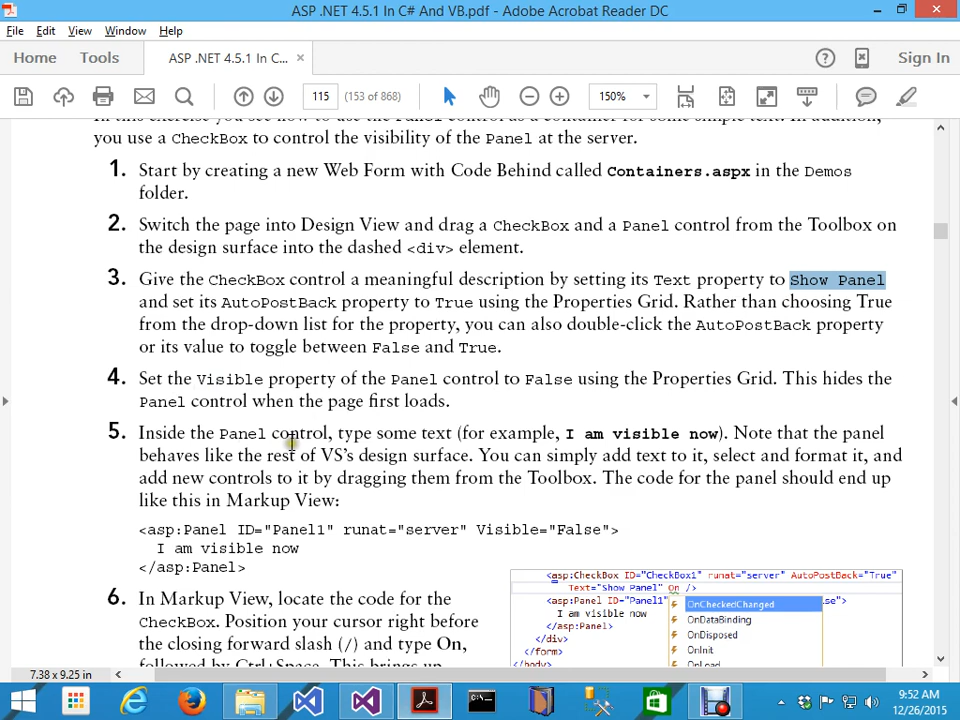 ASP .NET 4.5.1 In C# And VB.pdf - Adobe Acrobat Reader DC
File Edit View Window Help
Home Tools ASP .NET 4.5.1 In C... × Sign In
115 (153 of 868) 150%
you use a CheckBox to control the visibility of the Panel at the server.
1. Start by creating a new Web Form with Code Behind called Containers.aspx in the Demos
folder.
2. Switch the page into Design View and drag a CheckBox and a Panel control from the Toolbox on
the design surface into the dashed <div> element.
3. Give the CheckBox control a meaningful description by setting its Text property to Show Panel
and set its AutoPostBack property to True using the Properties Grid. Rather than choosing True
from the drop-down list for the property, you can also double-click the AutoPostBack property
or its value to toggle between False and True.
4. Set the Visible property of the Panel control to False using the Properties Grid. This hides the
Panel control when the page first loads.
5. Inside the Panel control, type some text (for example, I am visible now). Note that the panel
behaves like the rest of VS's design surface. You can simply add text to it, select and format it, and
add new controls to it by dragging them from the Toolbox. The code for the panel should end up
like this in Markup View:
<asp:Panel ID="Panel1" runat="server" Visible="False">
I am visible now
</asp:Panel>
6. In Markup View, locate the code for the
CheckBox. Position your cursor right before
the closing forward slash (/) and type On,
followed by Ctrl+Space. This brings up
<asp:CheckBox ID="CheckBox1" runat="server" AutoPostBack="True"
Text="Show Panel" On />
<asp:Panel ID="Panel1" se">
I am visible now
</asp:Panel>
</div>
</form>
</body>
OnCheckedChanged
OnDataBinding
OnDisposed
OnInit
OnLoad
7.38 x 9.25 in
9:52 AM
12/26/2015